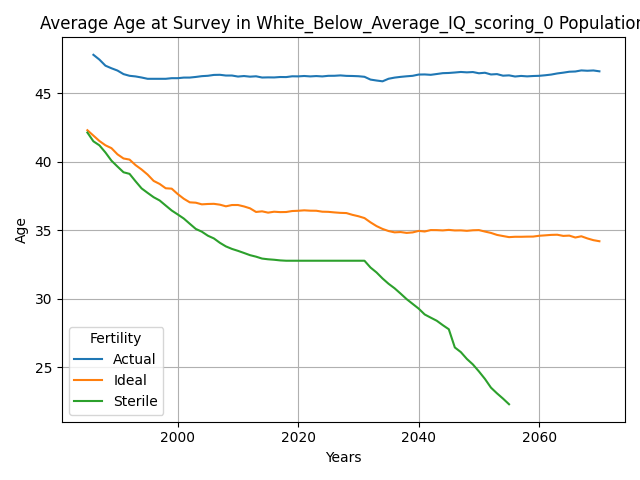 Average Age at Survey in White_Below_Average_IQ_scoring_0 Population
Age
45
40
35
30
25
Fertility
Actual
Ideal
Sterile
2000 2020 2040 2060
Years